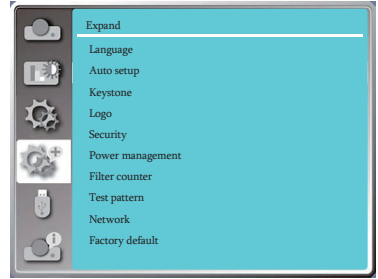 Expand
Language
Auto setup
Keystone
Logo
Security
Power management
Filter counter
Test pattern
Network
Factory default